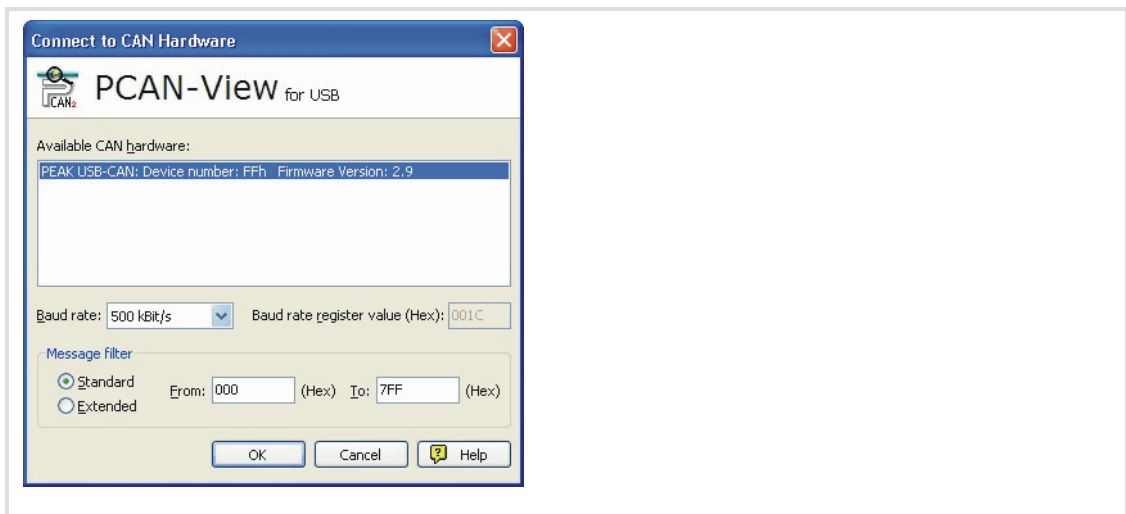 Connect to CAN Hardware
PCAN-View for USB
CAN2
Available CAN hardware:
PEAK USB-CAN: Device number: FFh Firmware Version: 2.9
Baud rate: 500 kBit/s Baud rate register value (Hex): 001C
Message filter
Standard
Extended
From: 000 (Hex) To: 7FF (Hex)
OK Cancel Help